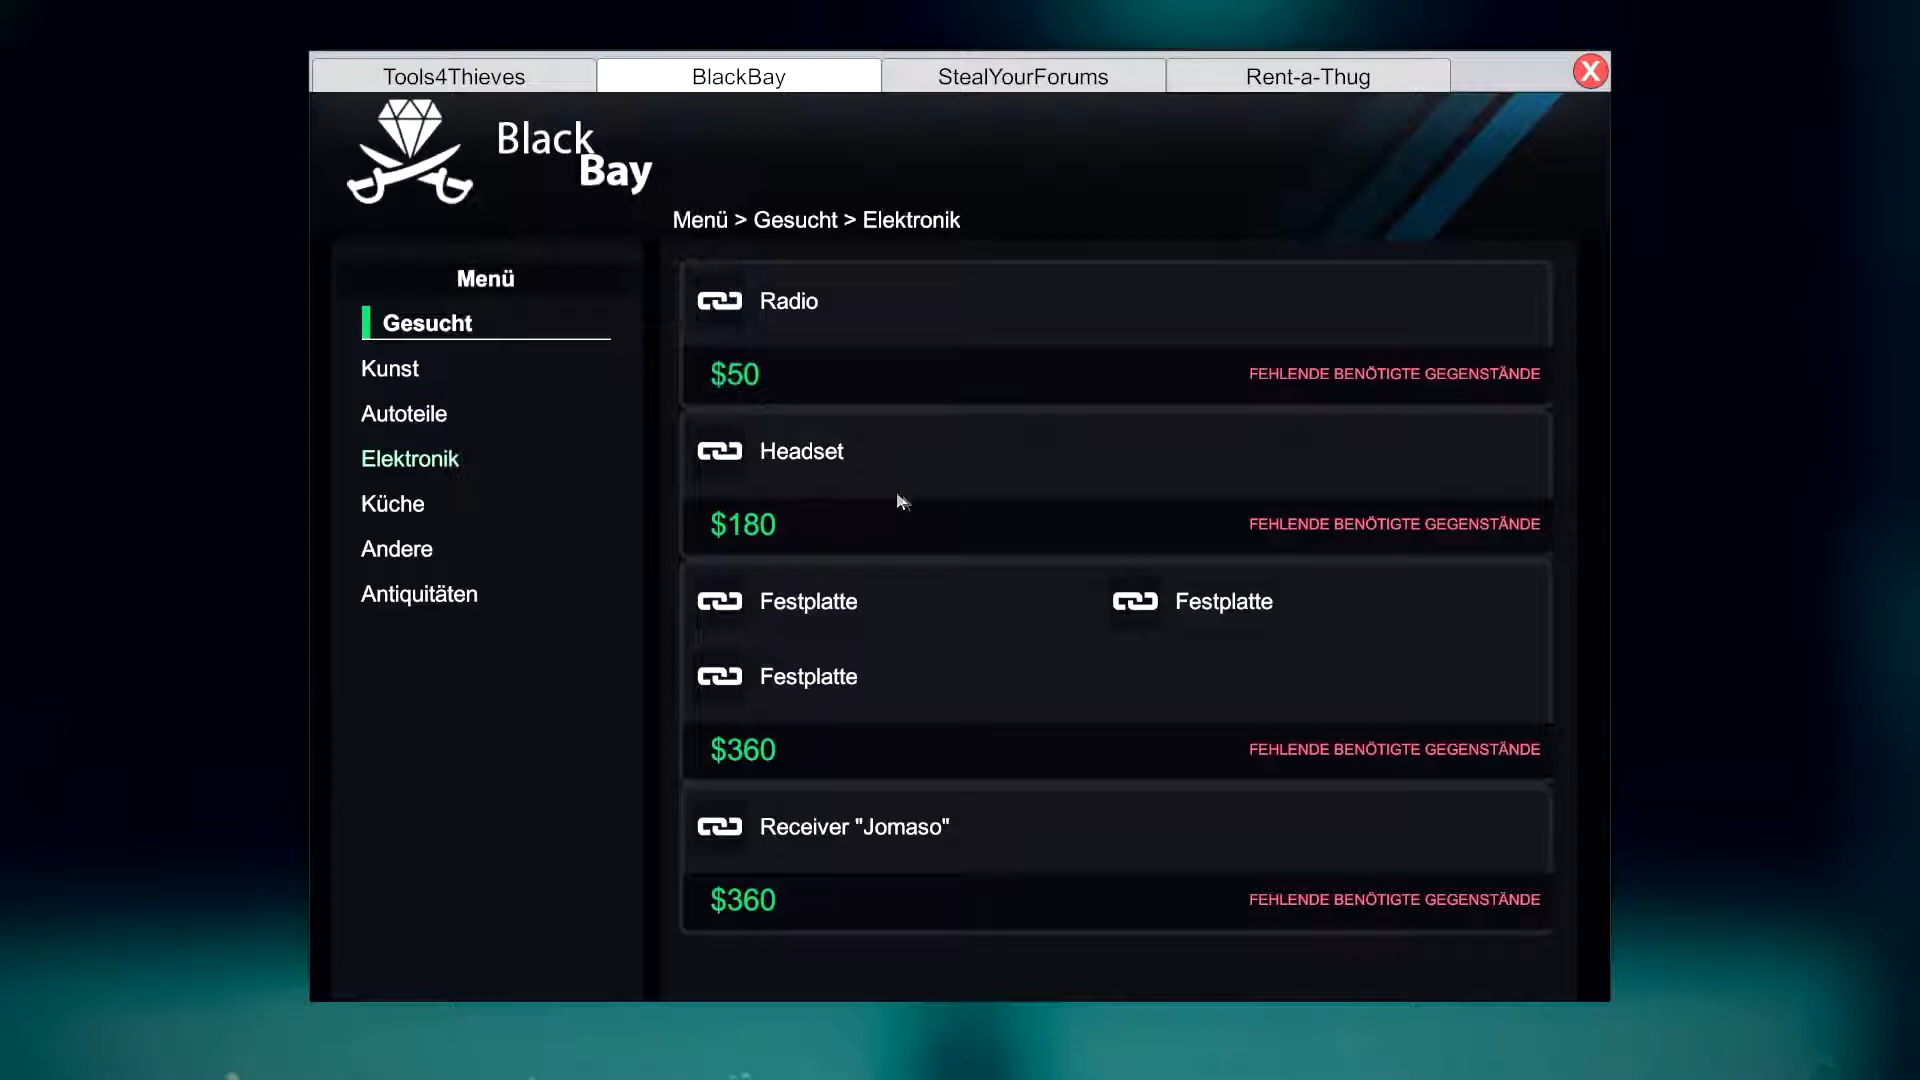 Tools4Thieves BlackBay StealYourForums Rent-a-Thug X
Black
Bay
Menü > Gesucht > Elektronik
Menü
Gesucht
Kunst
Autoteile
Elektronik
Küche
Andere
Antiquitäten
Radio
$50 FEHLENDE BENÖTIGTE GEGENSTÄNDE
Headset
$180 FEHLENDE BENÖTIGTE GEGENSTÄNDE
Festplatte Festplatte
Festplatte
$360 FEHLENDE BENÖTIGTE GEGENSTÄNDE
Receiver "Jomaso"
$360 FEHLENDE BENÖTIGTE GEGENSTÄNDE